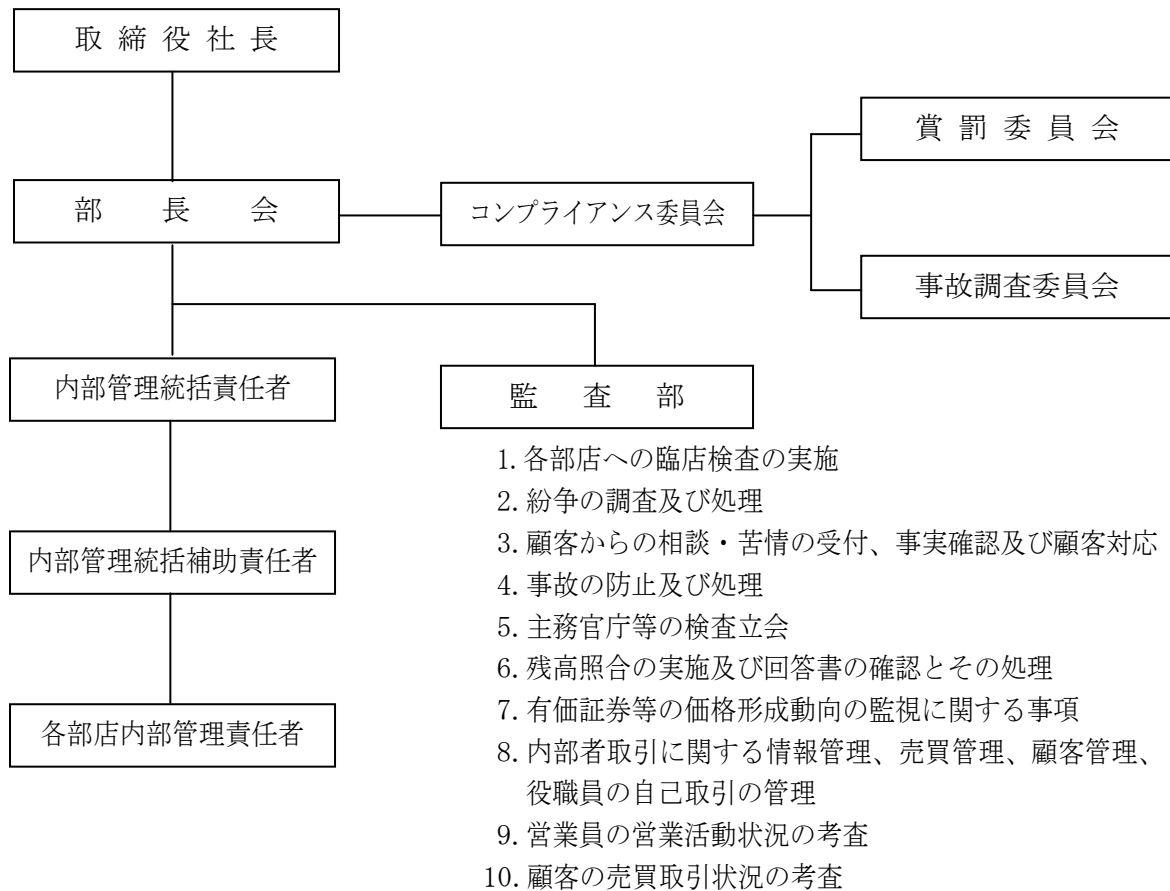 取締役社長
賞罰委員会
部長会
コンプライアンス委員会
事故調査委員会
内部管理統括責任者
監査部
1. 各部店への臨店検査の実施
2. 紛争の調査及び処理
3. 顧客からの相談・苦情の受付、事実確認及び顧客対応
4. 事故の防止及び処理
5. 主務官庁等の検査立会
6. 残高照合の実施及び回答書の確認とその処理
7. 有価証券等の価格形成動向の監視に関する事項
8. 内部者取引に関する情報管理、売買管理、顧客管理、
役職員の自己取引の管理
9. 営業員の営業活動状況の考査
10. 顧客の売買取引状況の考査
内部管理統括補助責任者
各部店内部管理責任者